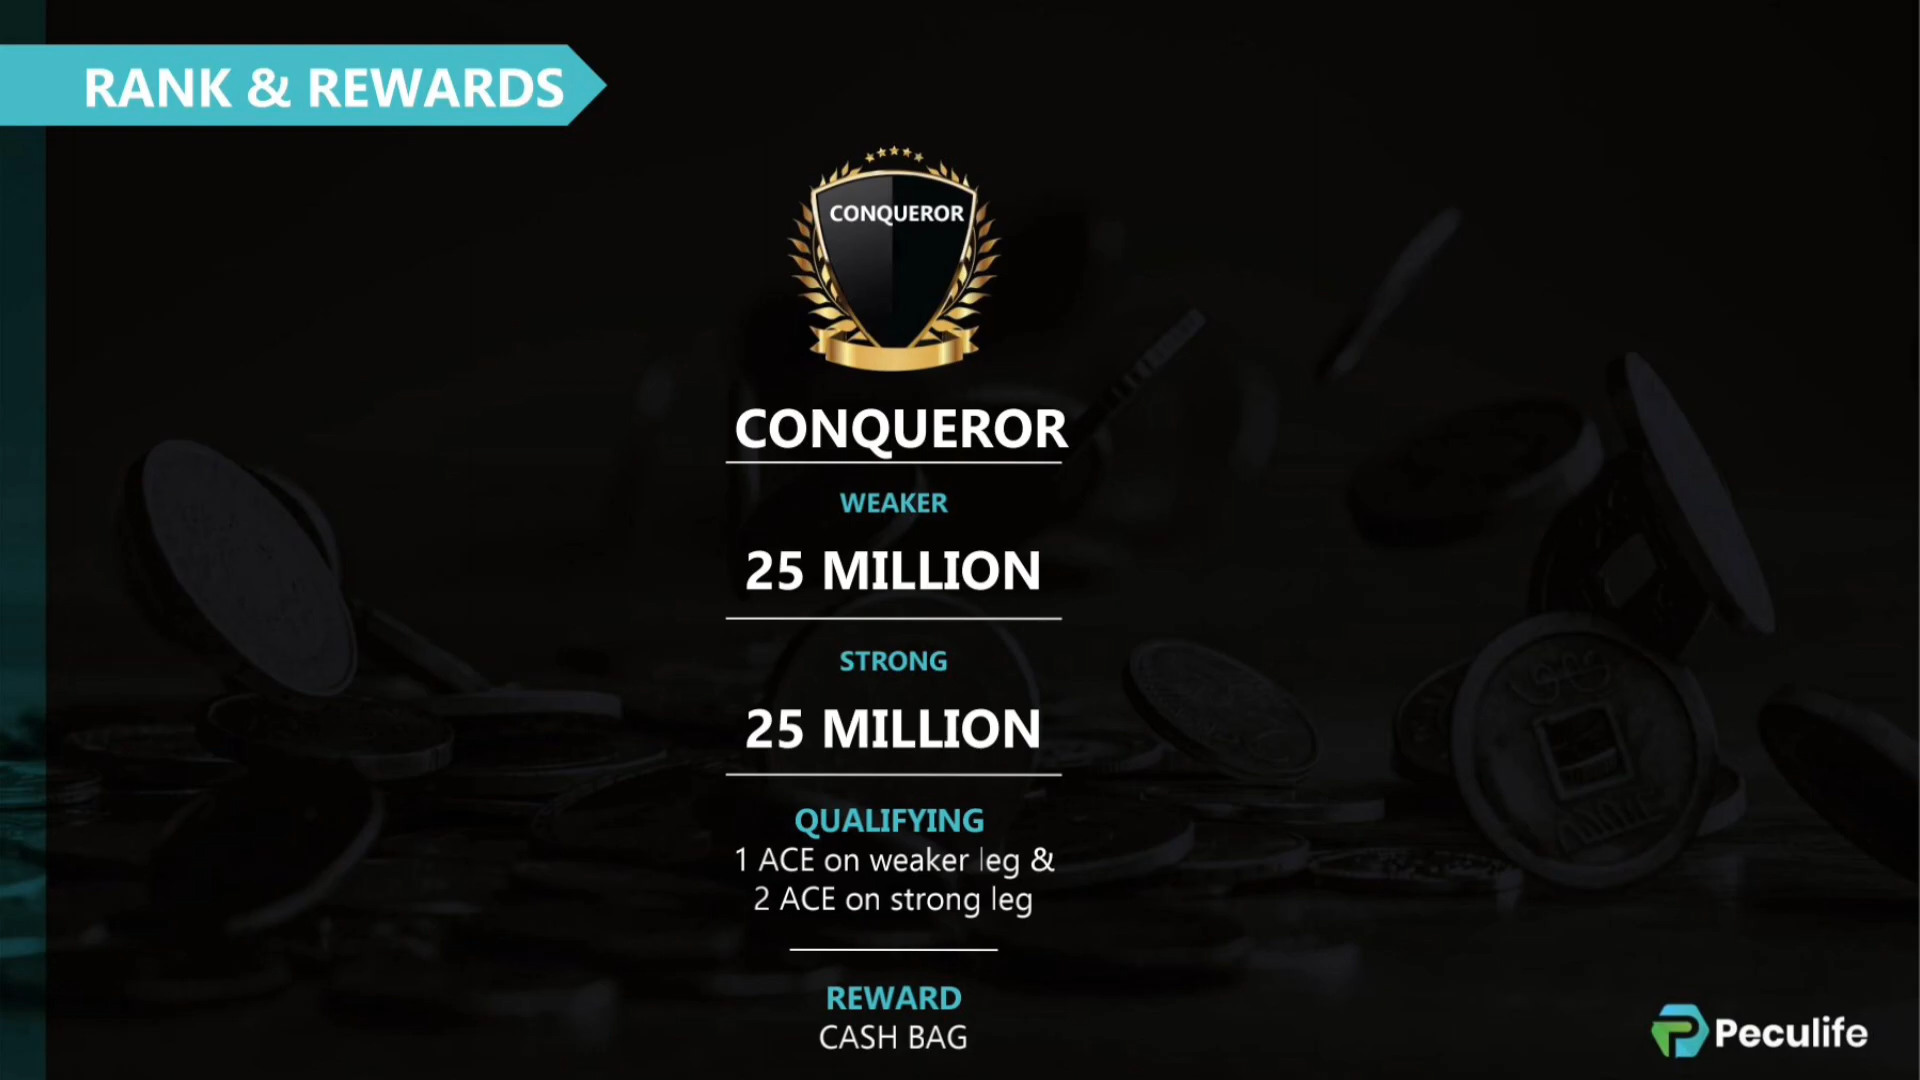 RANK & REWARDS
CONQUEROR
CONQUEROR
WEAKER
25 MILLION
STRONG
25 MILLION
QUALIFYING
1 ACE on weaker leg &
2 ACE on strong leg
REWARD
CASH BAG
Peculife